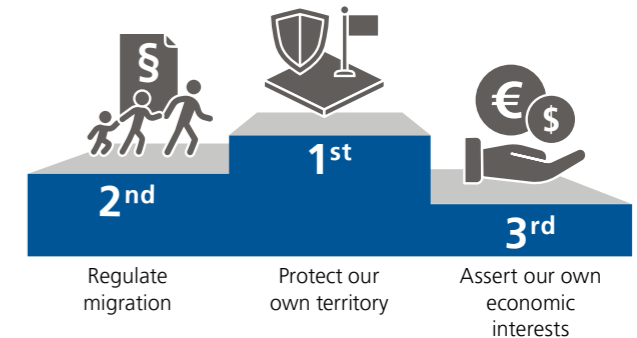 §
€
$
1st
2nd
3rd
Regulate
migration
Protect our
own territory
Assert our own
economic
interests